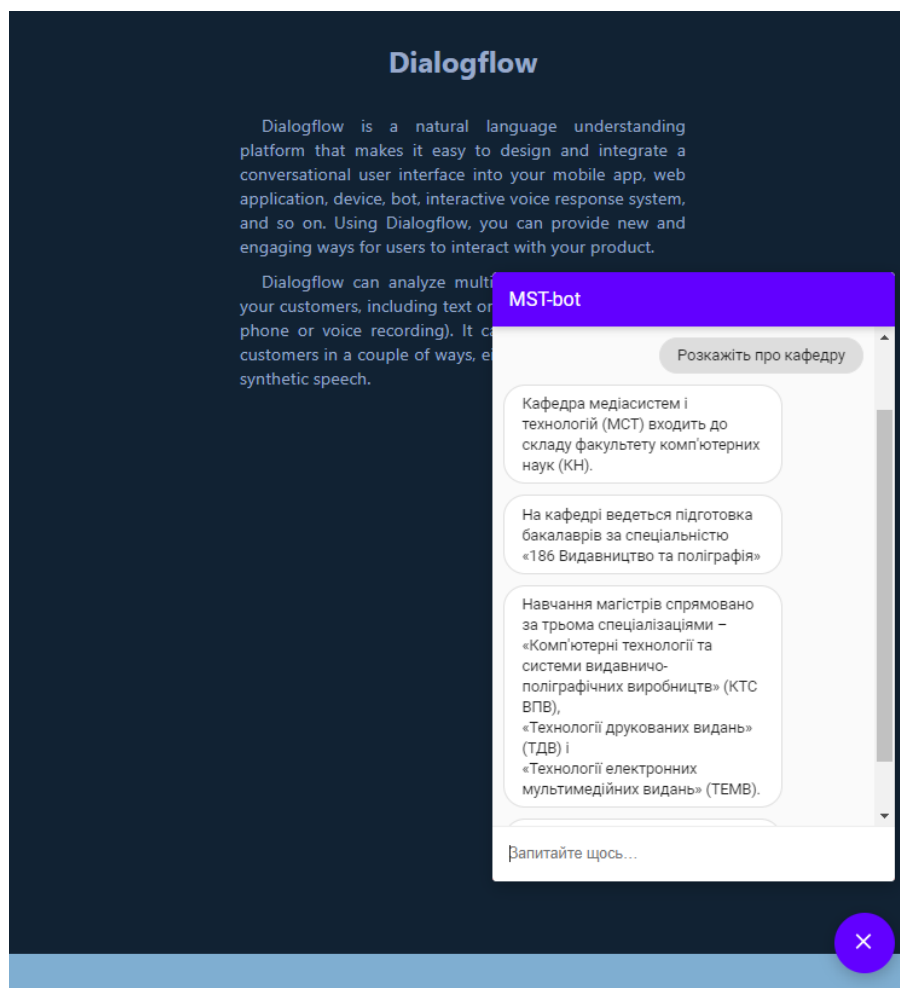 Dialogflow
Dialogflow is a natural language understanding
platform that makes it easy to design and integrate a
conversational user interface into your mobile app, web
application, device, bot, interactive voice response system,
and so on. Using Dialogflow, you can provide new and
engaging ways for users to interact with your product.
Dialogflow can analyze
your customers, including text
phone or voice recording). It
customers in a couple of ways,
synthetic speech.
MST-bot
Розкажіть про кафедру
Кафедра медіасистем і
технологій (МСТ) входить до
складу факультету комп'ютерних
наук (КН).
На кафедрі ведеться підготовка
бакалаврів за спеціальністю
«186 Видавництво та поліграфія»
Навчання магістрів спрямовано
за трьома спеціалізаціями –
«Комп'ютерні технології та
системи видавничо-
поліграфічних виробництв» (КТС
ВПВ),
«Технології друкованих видань»
(ТДВ) і
«Технології електронних
мультимедійних видань» (ТЕМВ).
Запитайте щось...